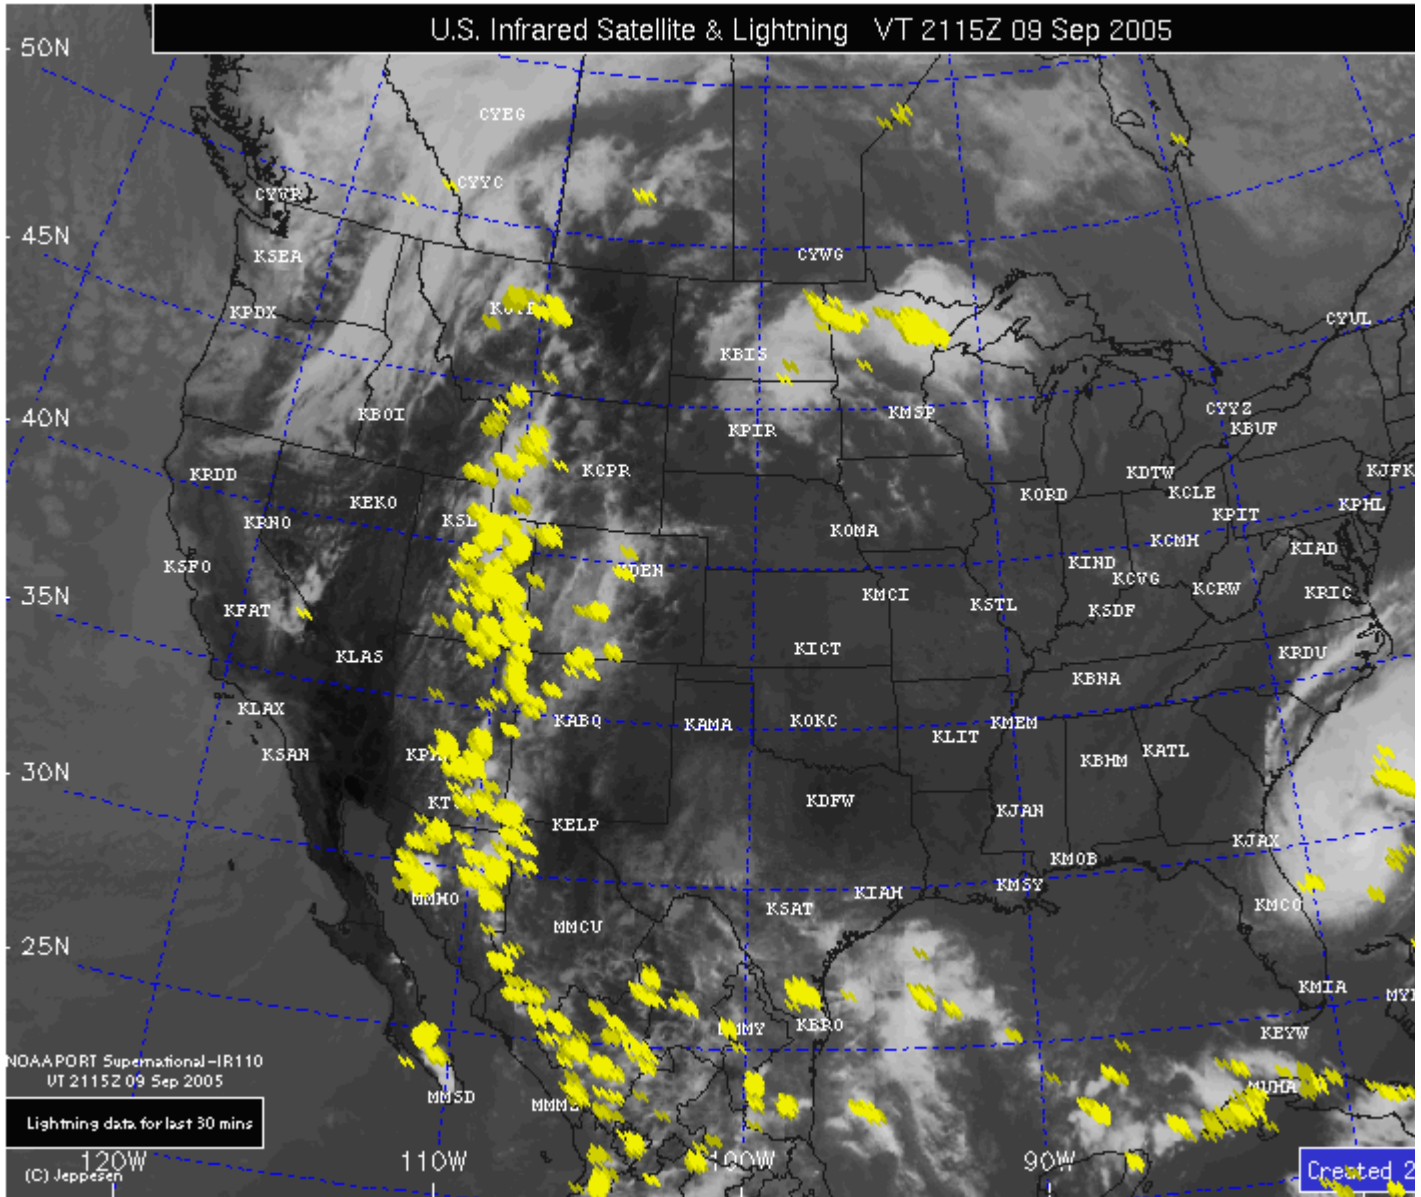 U.S. Infrared Satellite & Lightning VT 2115Z 09 Sep 2005
50N
CYEG
CYYC
CYVR
45N
KSEA
CYWG
KPDX
CYUL
KBIS
40N
KBOI
KMSP
CYYZ
KPIR
KBUF
KRDD
KCPR
KDTW
KJFK
KEKO
KORD
KCLE
KRNO
KSL
KPHL
KPIT
KOMA
KCMH
KIAD
KSFO
KIND
KDEN
KCVG
35N
KFAT
KMCI
KSTL
KSDF
KCRW
KRIC
KLAS
KICT
KRDU
KBNA
KLAX
KABQ
KAMA
KOKC
KMEM
KLIT
KSAN
KATL
KBHM
30N
KDFW
KJAN
KELP
KJAX
KMOB
KMSY
KIAH
MMHO
KSAT
KMCO
MMCU
25N
KMIA
KBRO
KEYW
NOAAPORT Supernational-IR110
VT 2115Z 09 Sep 2005
MUHA
MMSD
Lightning data for last 30 mins
120W
110W
100W
90W
(C) Jeppesen
Created 2